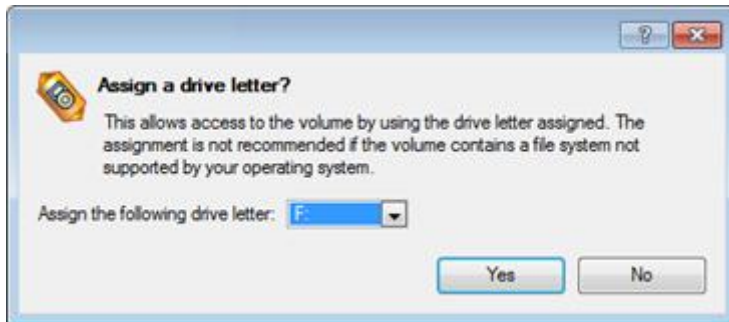 Assign a drive letter?
This allows access to the volume by using the drive letter assigned. The
assignment is not recommended if the volume contains a file system not
supported by your operating system.
Assign the following drive letter: F:
Yes No